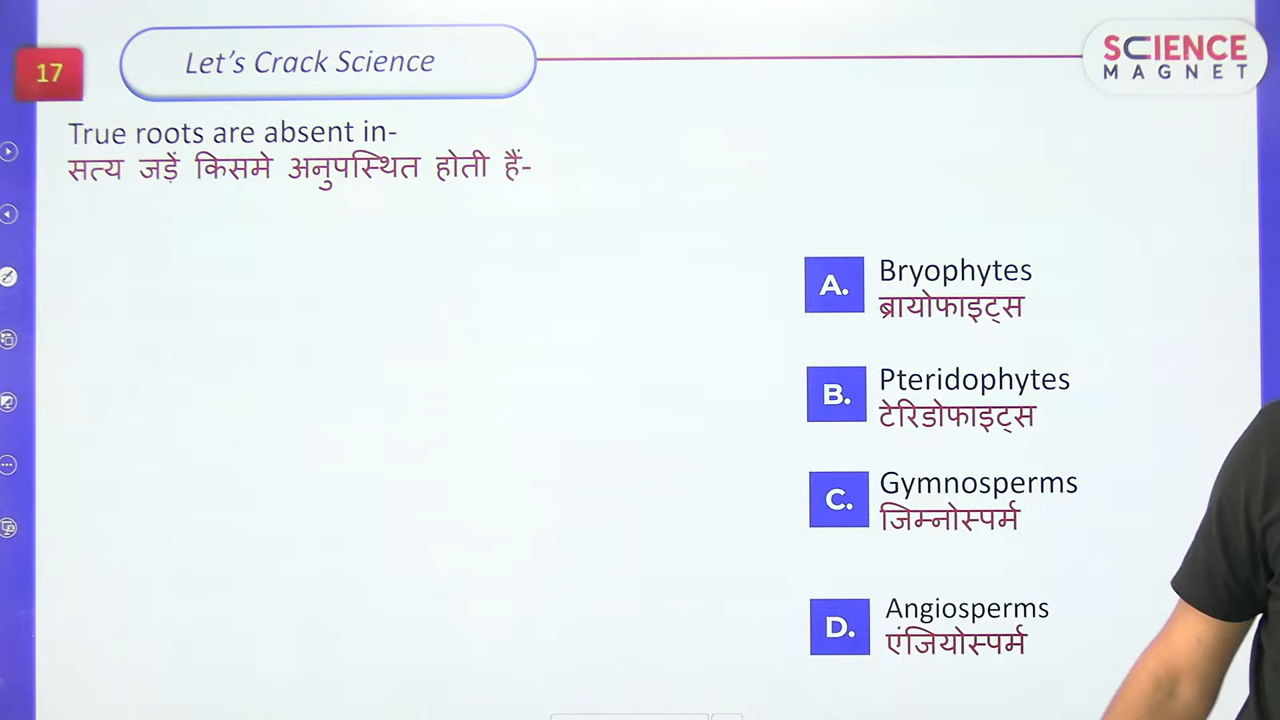 17
Let's Crack Science
SCIENCE
MAGNET
True roots are absent in-
सत्य जड़ें किसमे अनुपस्थित होती हैं-
A.
Bryophytes
ब्रायोफाइट्स
B.
Pteridophytes
टेरिडोफाइट्स
C.
Gymnosperms
जिम्नोस्पर्म
D.
Angiosperms
एंजियोस्पर्म